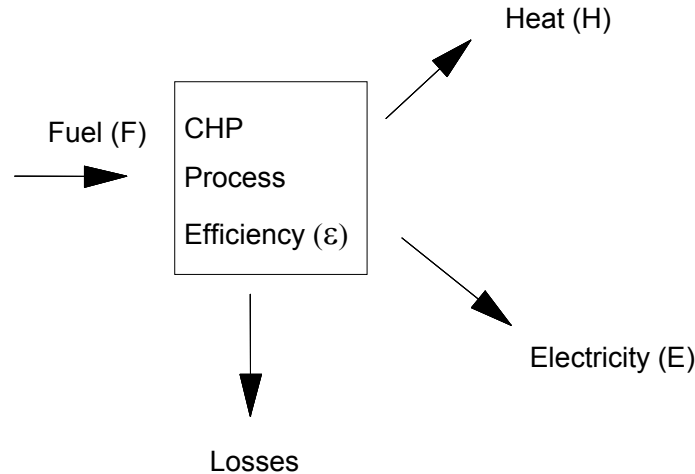 Heat (H)
Fuel (F)
CHP
Process
Efficiency (ε)
Electricity (E)
Losses